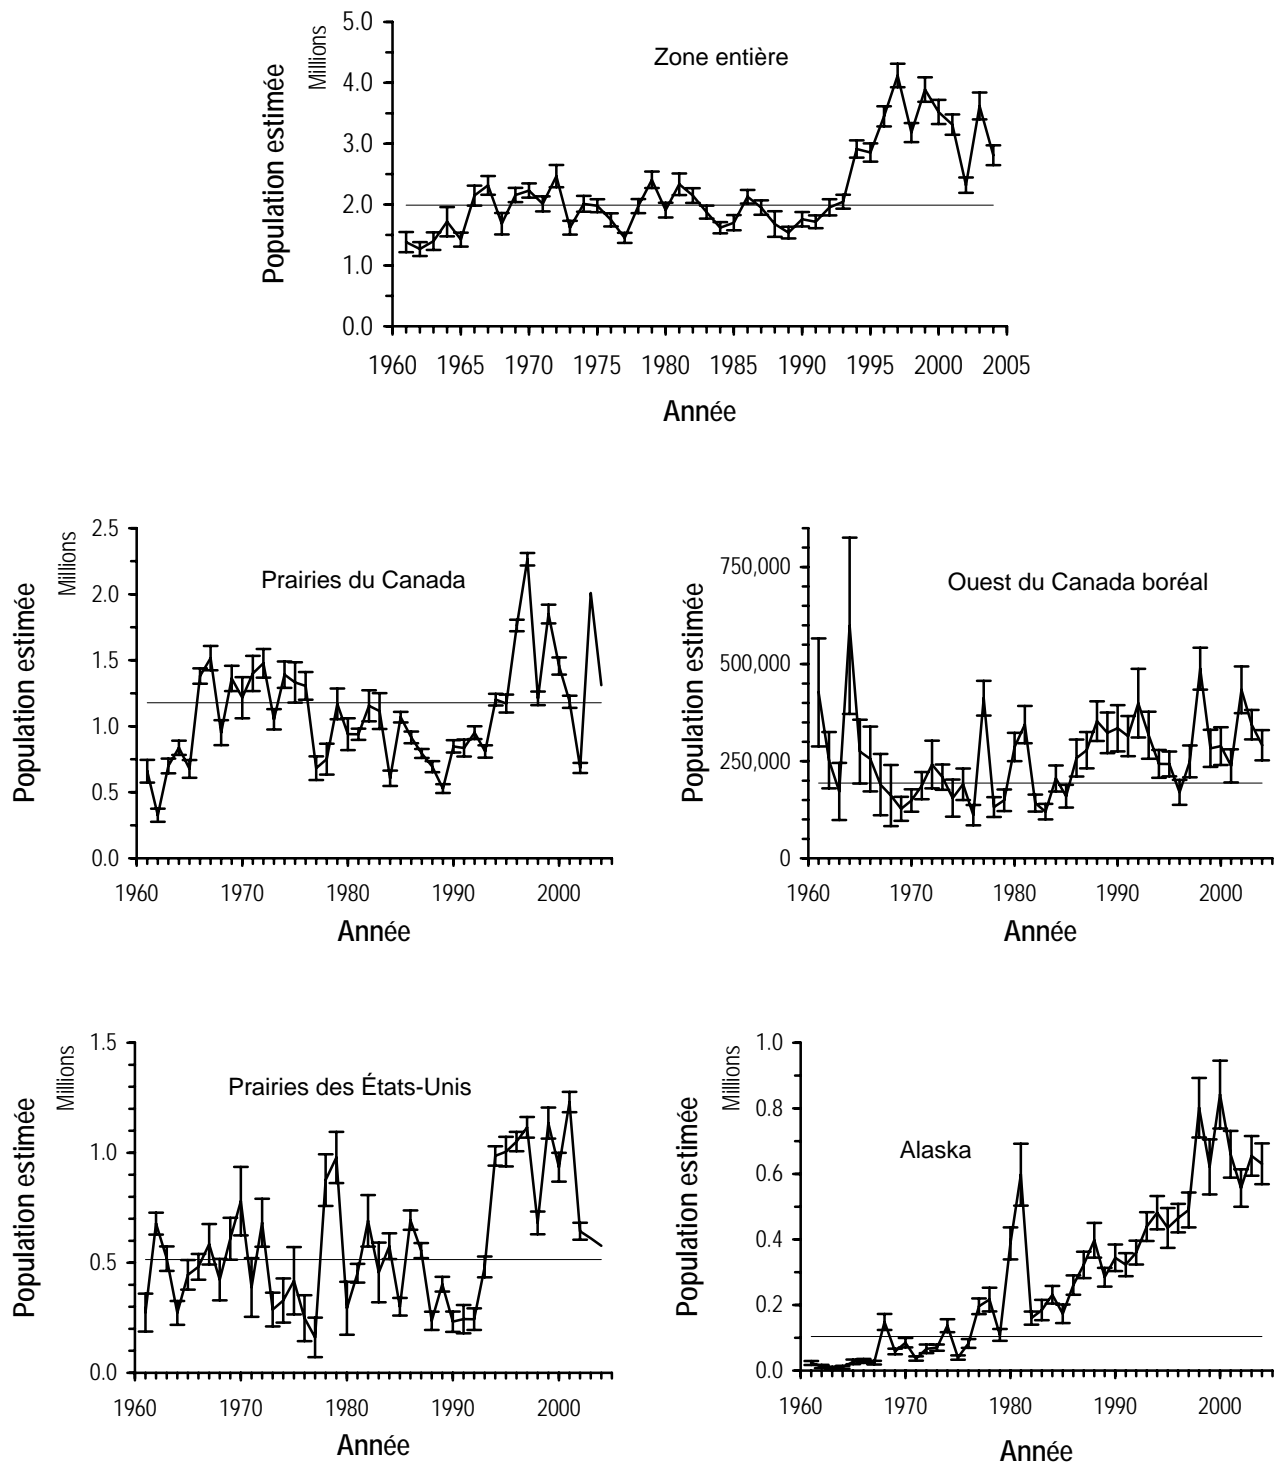 Zone entière
Millions
Population estimée
5.0
4.0
3.0
2.0
1.0
0.0
1960 1965 1970 1975 1980 1985 1990 1995 2000 2005
Année
Prairies du Canada
Millions
Population estimée
2.5
2.0
1.5
1.0
0.5
0.0
1960 1970 1980 1990 2000
Année
Ouest du Canada boréal
Population estimée
750,000
500,000
250,000
0
1960 1970 1980 1990 2000
Année
Prairies des États-Unis
Millions
Population estimée
1.5
1.0
0.5
0.0
1960 1970 1980 1990 2000
Année
Alaska
Millions
Population estimée
1.0
0.8
0.6
0.4
0.2
0.0
1960 1970 1980 1990 2000
Année